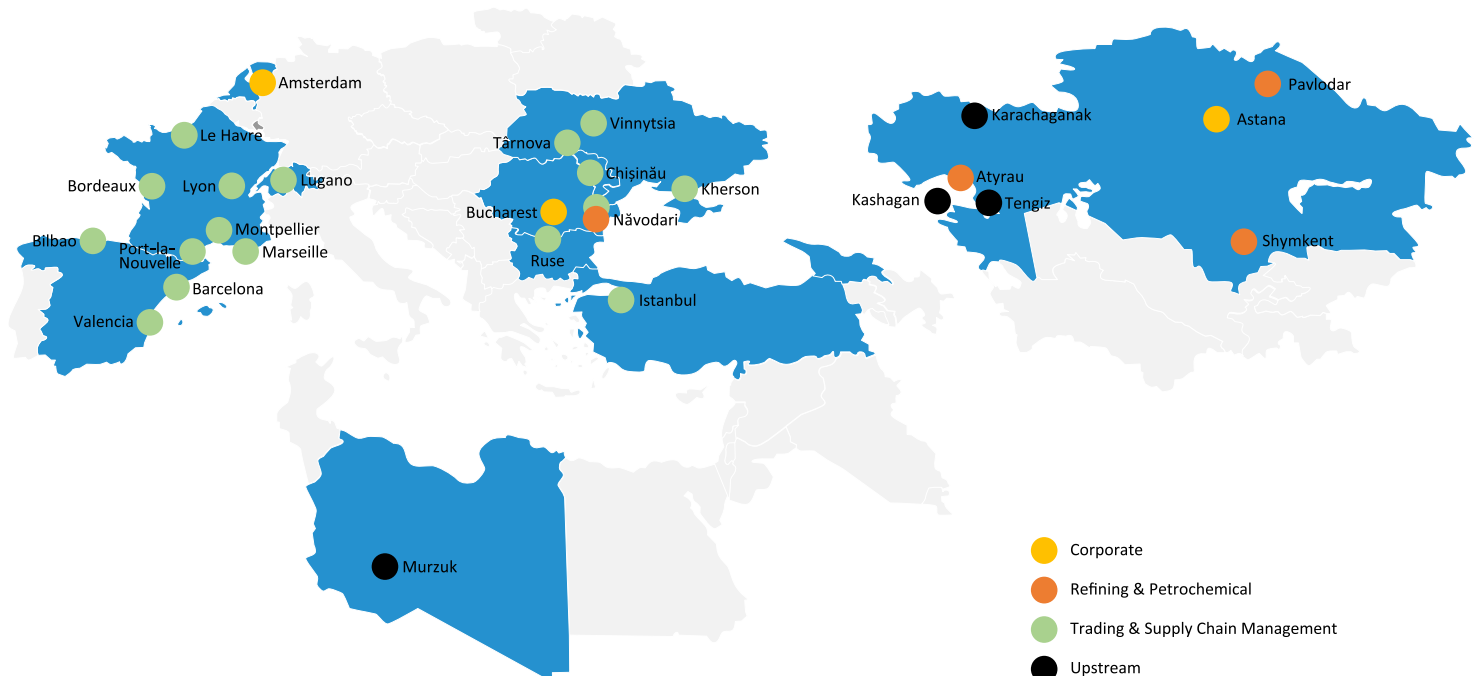 Amsterdam
Le Havre
Bordeaux
Lyon
Lugano
Montpellier
Bilbao
Port-la-
Nouvelle
Marseille
Barcelona
Valencia
Vinnytsia
Târnova
Chișinău
Kherson
Bucharest
Năvodari
Ruse
Istanbul
Murzuk
Pavlodar
Karachaganak
Astana
Atyrau
Kashagan
Tengiz
Shymkent
Corporate
Refining & Petrochemical
Trading & Supply Chain Management
Upstream